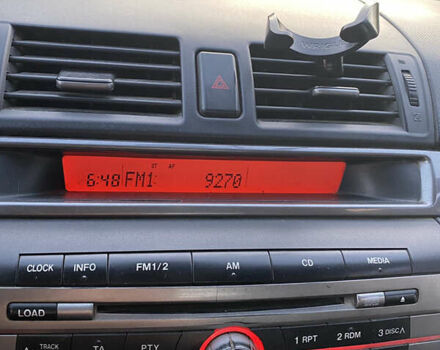 ST AF
6:48 FM1: 9270
CLOCK INFO FM1/2 AM CD MEDIA
LOAD
TRACK TA PTY 1 RPT 2 RDM 3 DISC